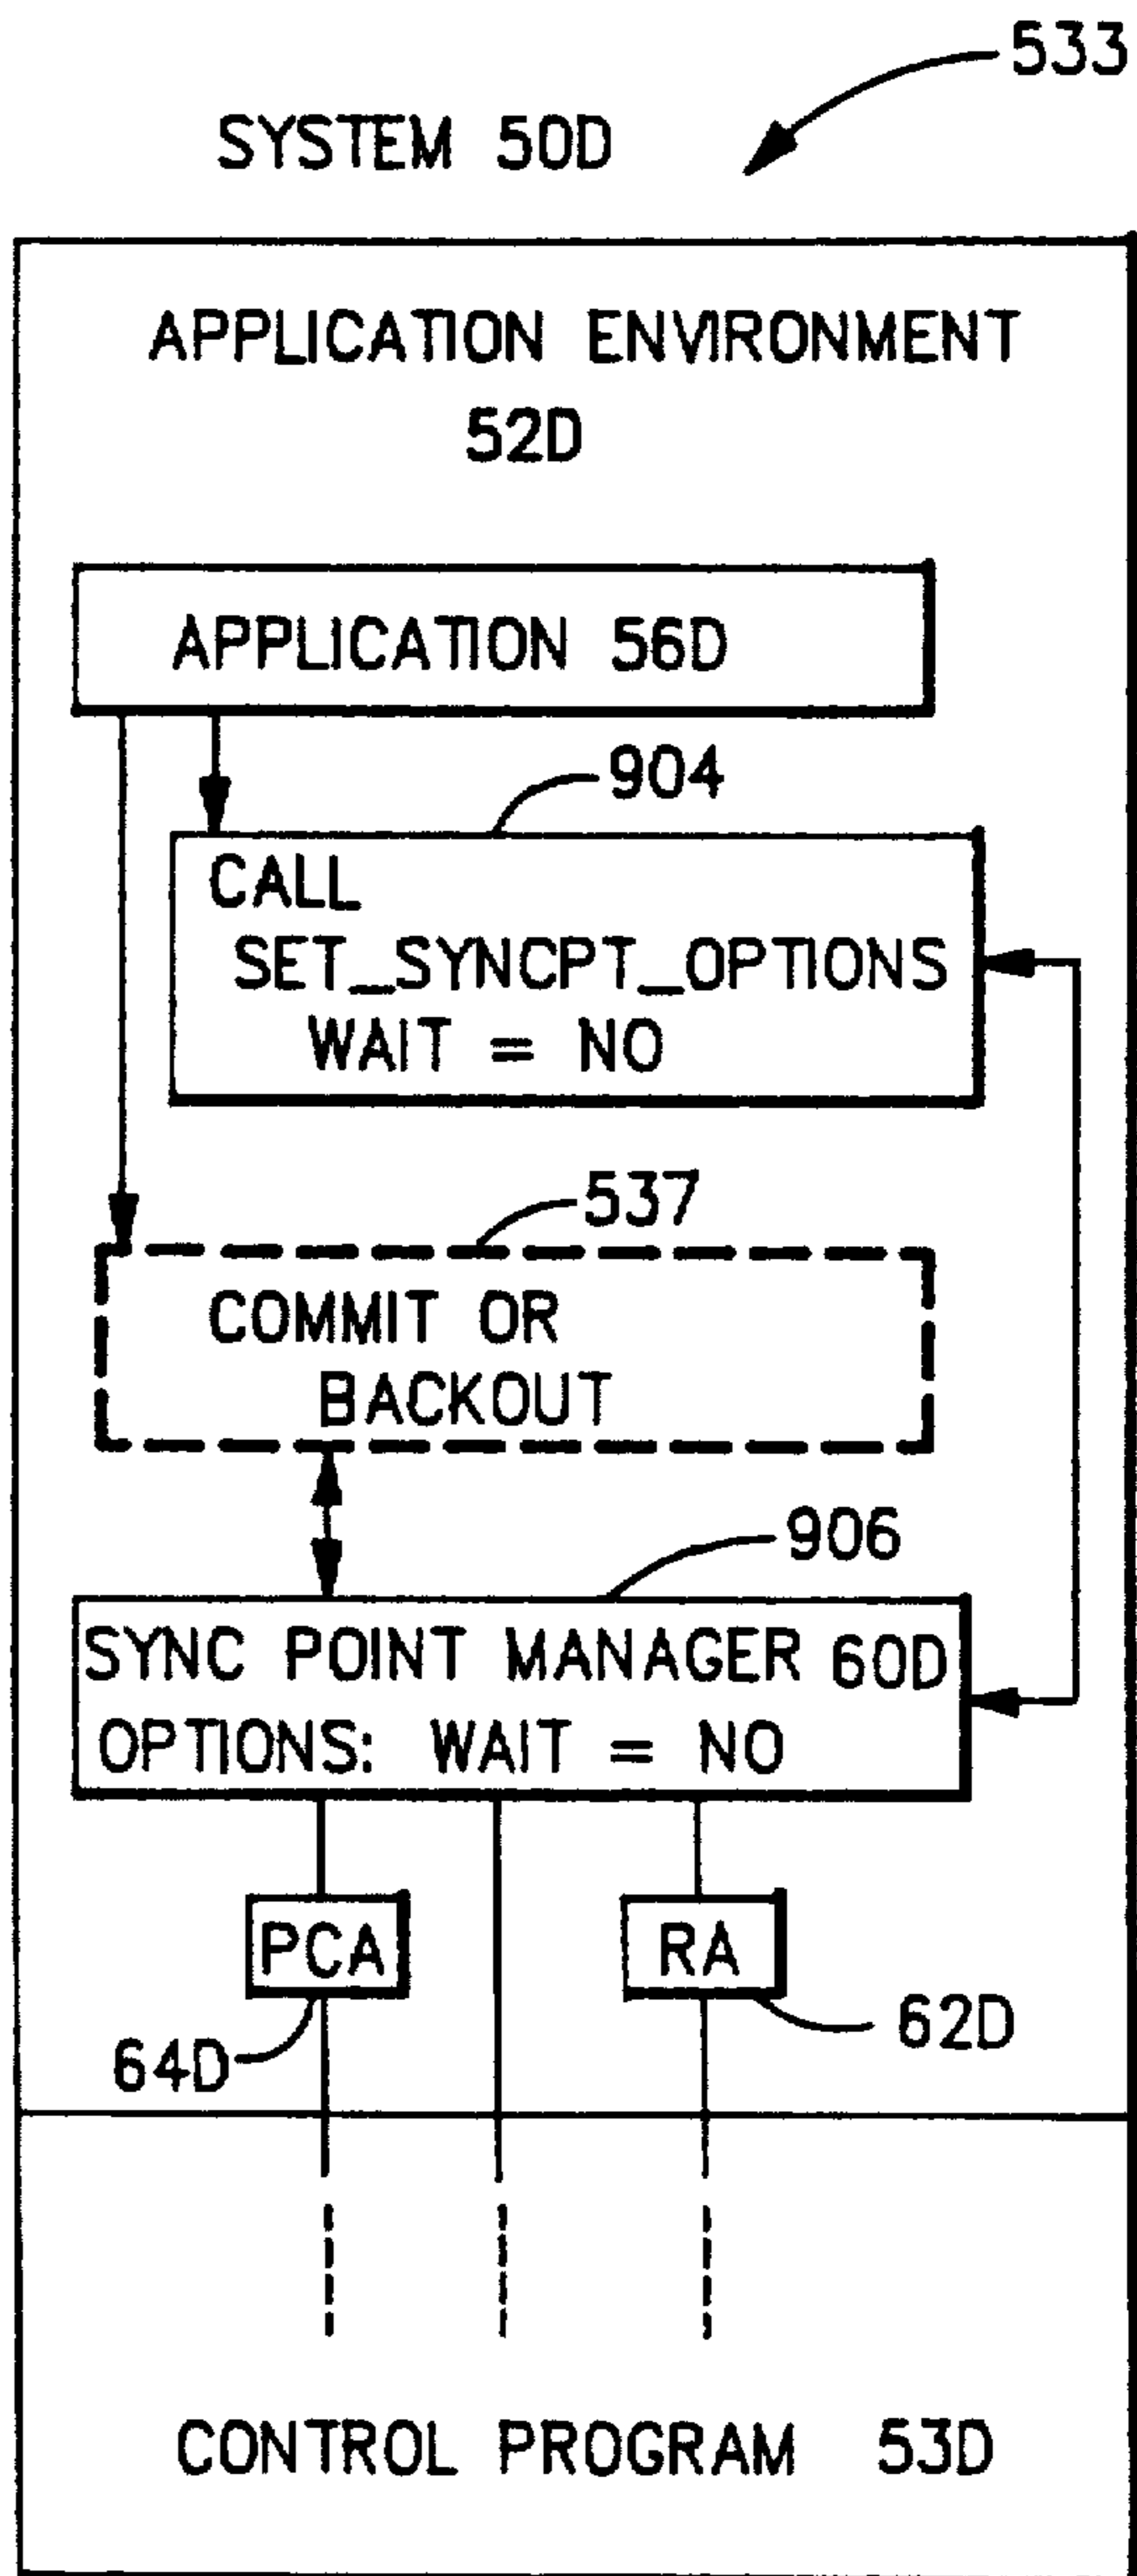 533
SYSTEM 50D
APPLICATION ENVIRONMENT
52D
APPLICATION 56D
904
CALL
SET_SYNCPT_OPTIONS
WAIT = NO
537
COMMIT OR
BACKOUT
906
SYNC POINT MANAGER 60D
OPTIONS: WAIT = NO
PCA
RA
64D
62D
CONTROL PROGRAM 53D